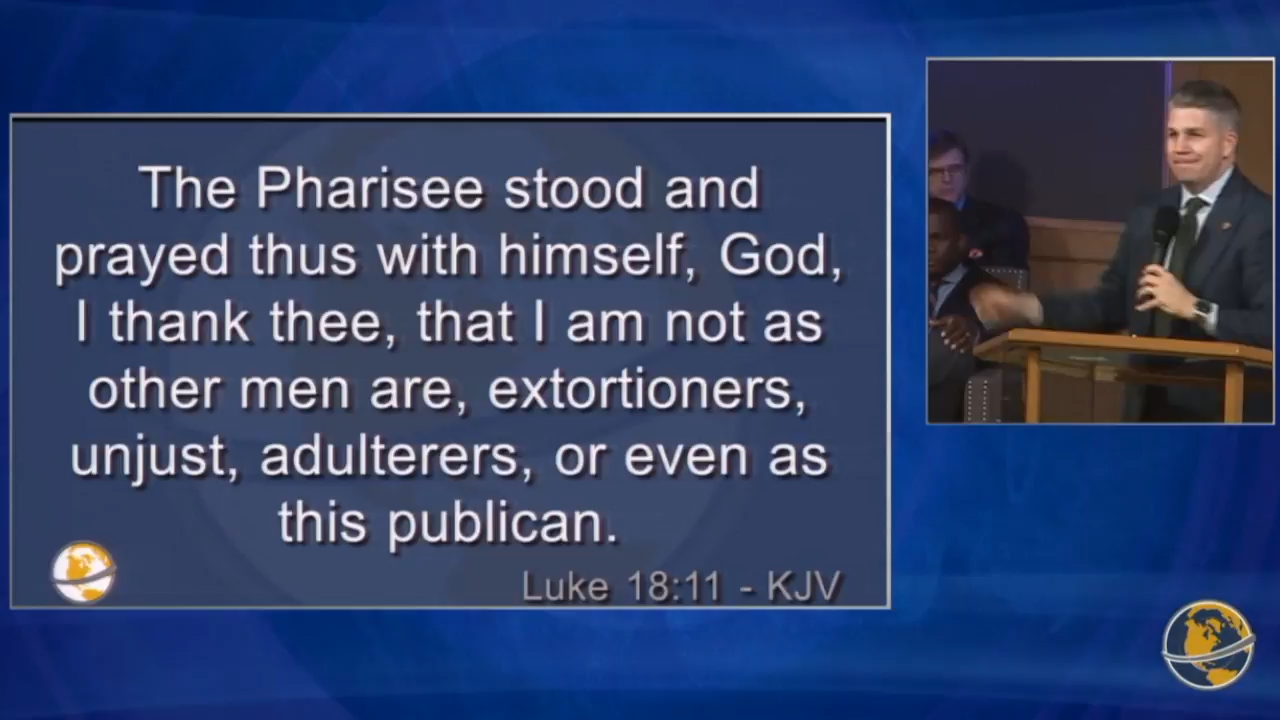 The Pharisee stood and
prayed thus with himself, God,
I thank thee, that I am not as
other men are, extortioners,
unjust, adulterers, or even as
this publican.
Luke 18:11 - KJV